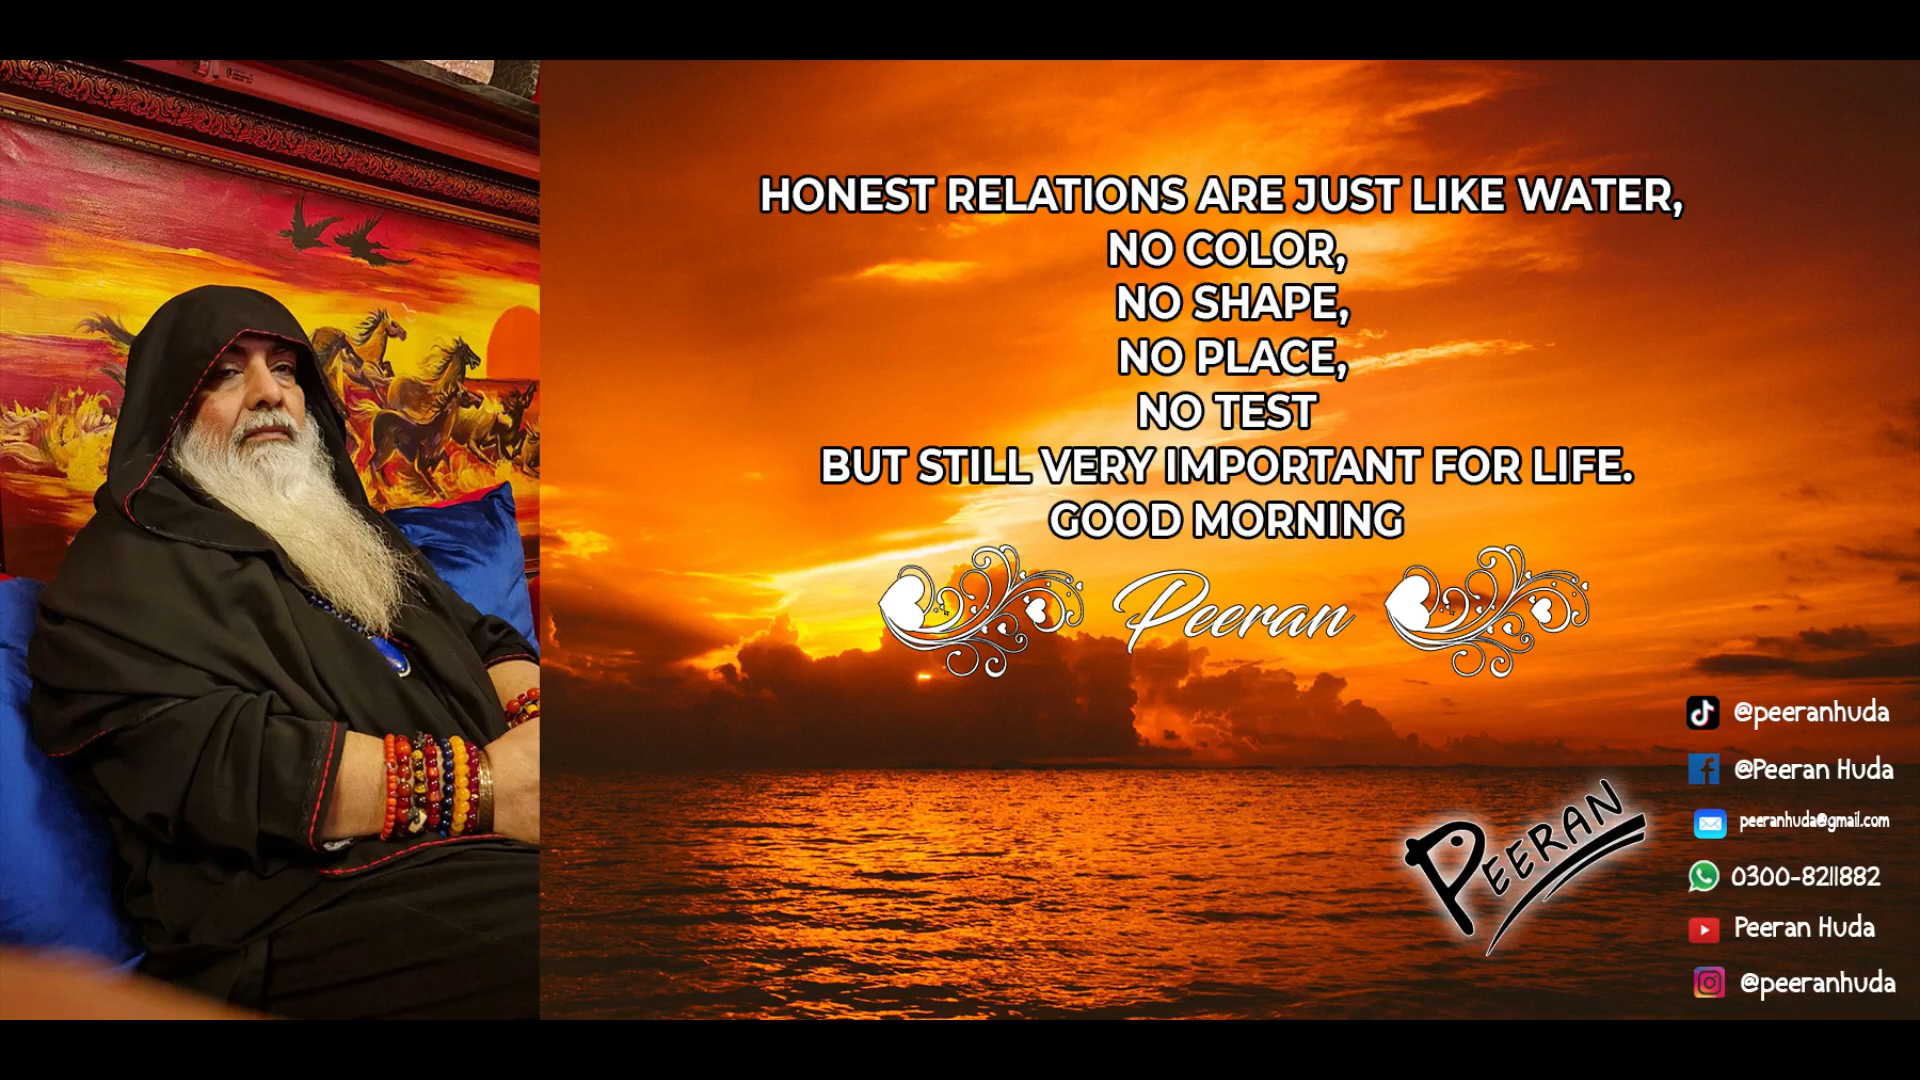 HONEST RELATIONS ARE JUST LIKE WATER,
NO COLOR,
NO SHAPE,
NO PLACE,
NO TEST
BUT STILL VERY IMPORTANT FOR LIFE.
GOOD MORNING
Peeran
PEERAN
@peeranhuda
@Peeran Huda
peeranhuda@gmail.com
0300-8211882
Peeran Huda
@peeranhuda